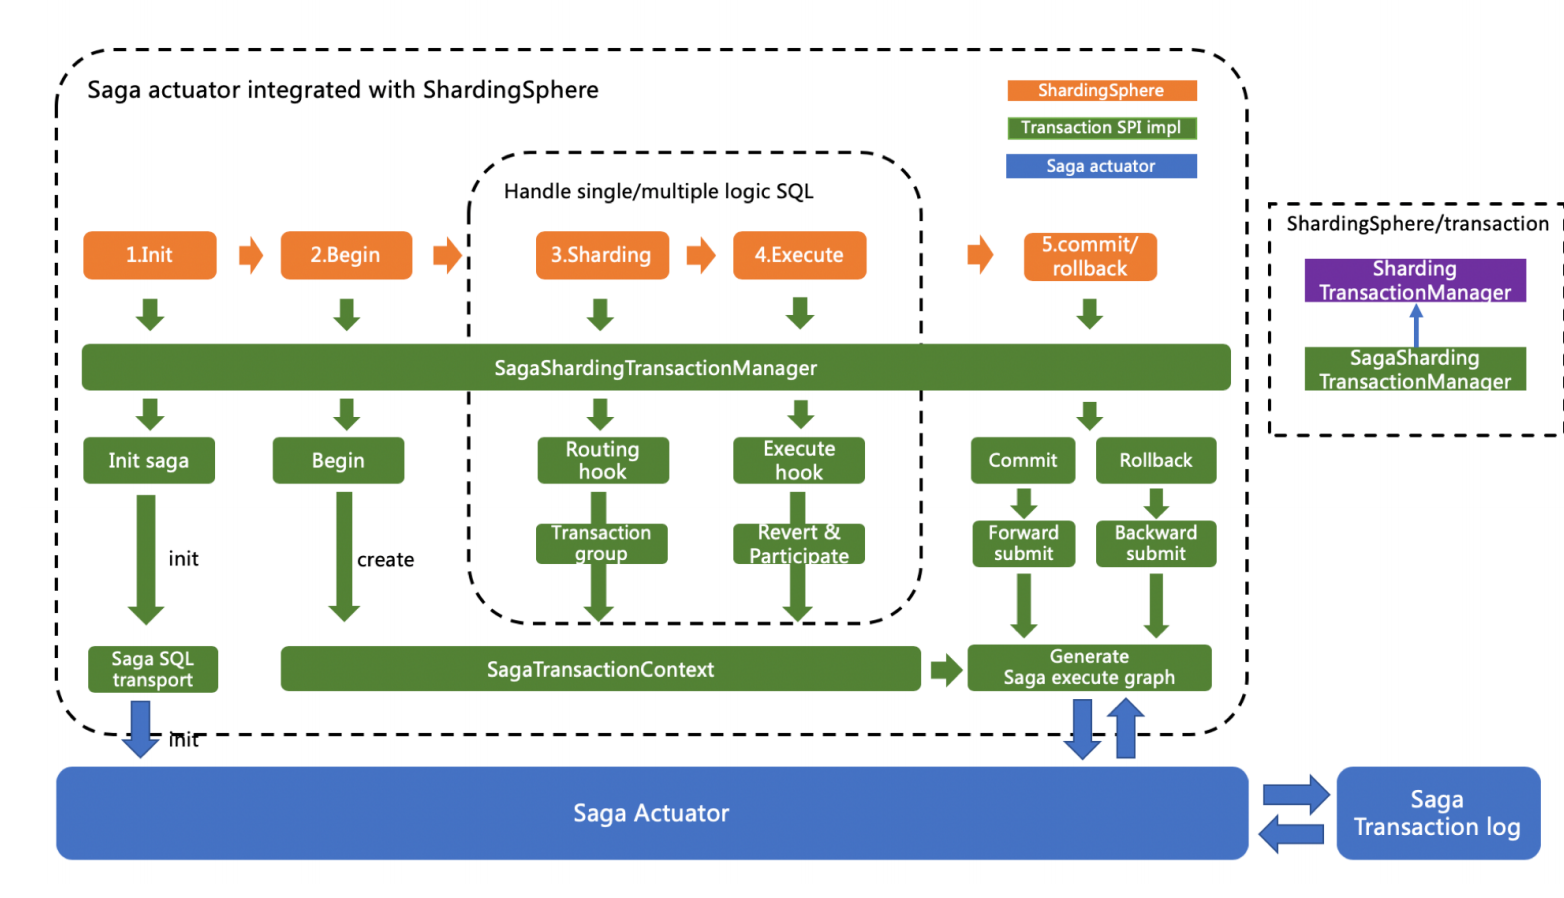 Saga actuator integrated with ShardingSphere
ShardingSphere
Transaction SPI impl
Saga actuator
Handle single/multiple logic SQL
1.Init
2.Begin
3.Sharding
4.Execute
5.commit/
rollback
SagaShardingTransactionManager
Init saga
Begin
Routing
hook
Execute
hook
Commit
Rollback
Transaction
group
Revert &
Participate
Forward
submit
Backward
submit
init
create
Saga SQL
transport
SagaTransactionContext
Generate
Saga execute graph
init
Saga Actuator
Saga
Transaction log
ShardingSphere/transaction
Sharding
TransactionManager
SagaSharding
TransactionManager